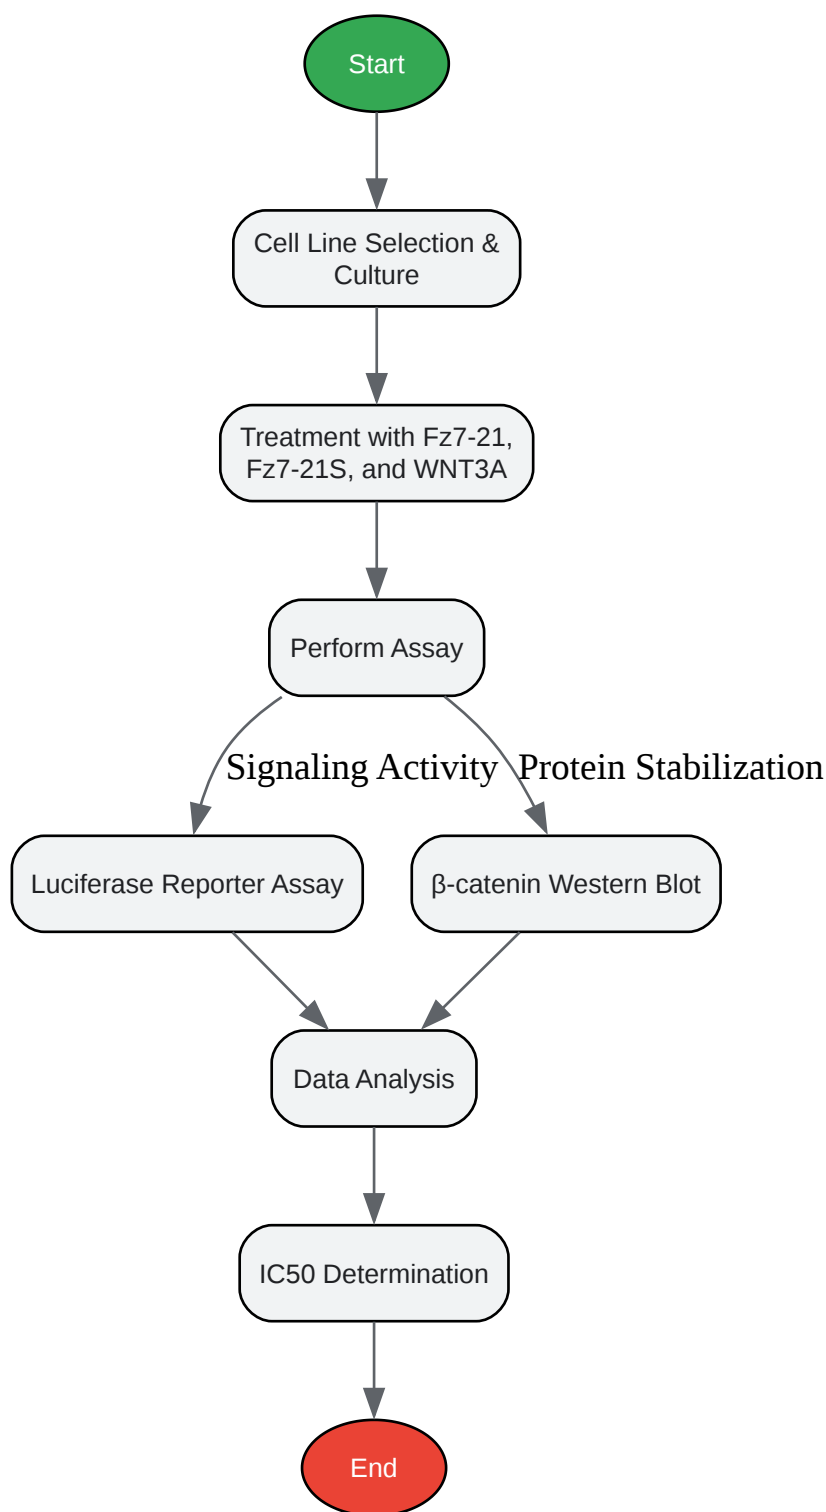 Start
Cell Line Selection &
Culture
Treatment with Fz7-21,
Fz7-21S, and WNT3A
Perform Assay
Signaling Activity
Protein Stabilization
Luciferase Reporter Assay
β-catenin Western Blot
Data Analysis
IC50 Determination
End